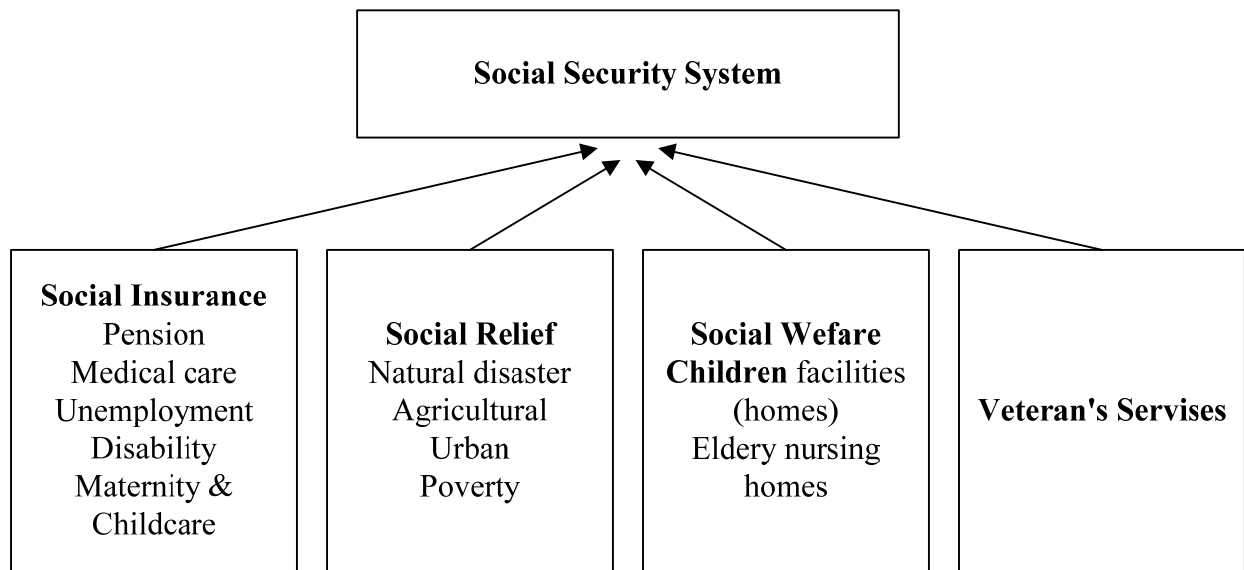 Social Security System
Social Insurance
Pension
Medical care
Unemployment
Disability
Maternity &
Childcare
Social Relief
Natural disaster
Agricultural
Urban
Poverty
Social Wefare
Children facilities
(homes)
Eldery nursing
homes
Veteran's Servises